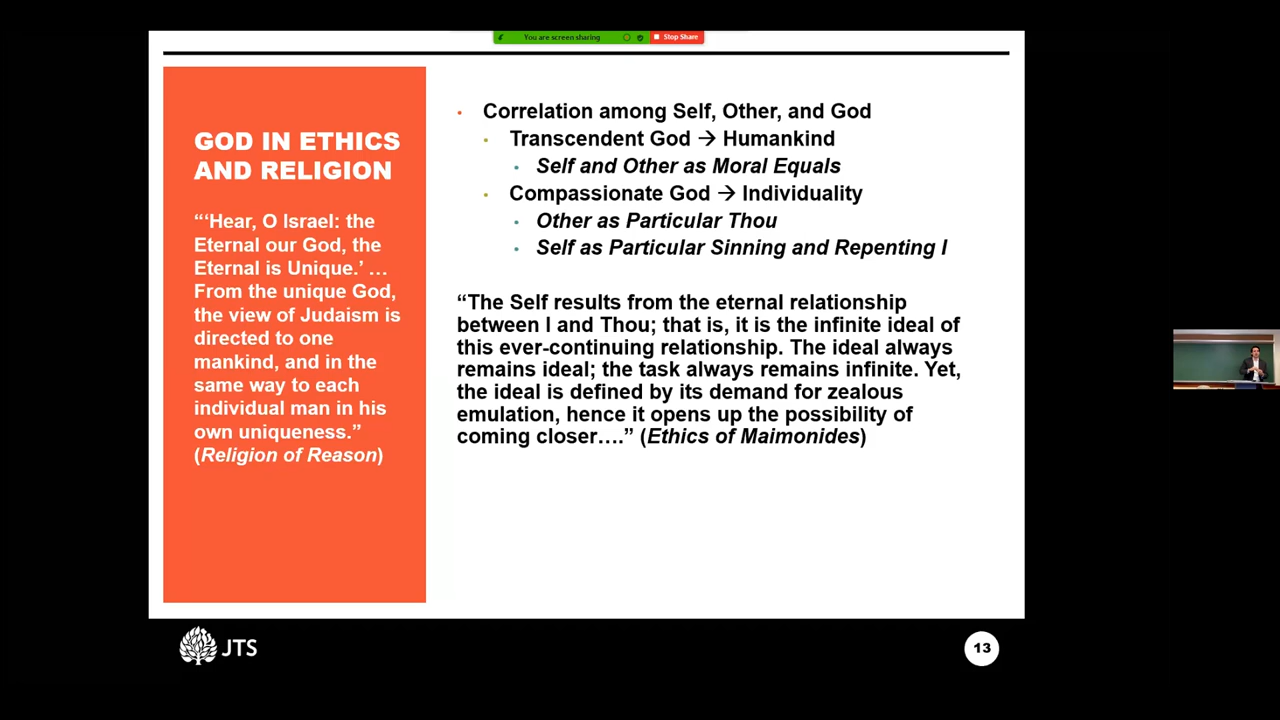 You are screen sharing
Stop Share
GOD IN ETHICS
AND RELIGION
“‘Hear, O Israel: the
Eternal our God, the
Eternal is Unique.’ …
From the unique God,
the view of Judaism is
directed to one
mankind, and in the
same way to each
individual man in his
own uniqueness.”
(Religion of Reason)
• Correlation among Self, Other, and God
• Transcendent God → Humankind
• Self and Other as Moral Equals
• Compassionate God → Individuality
• Other as Particular Thou
• Self as Particular Sinning and Repenting I
“The Self results from the eternal relationship
between I and Thou; that is, it is the infinite ideal of
this ever-continuing relationship. The ideal always
remains ideal; the task always remains infinite. Yet,
the ideal is defined by its demand for zealous
emulation, hence it opens up the possibility of
coming closer….” (Ethics of Maimonides)
JTS
13